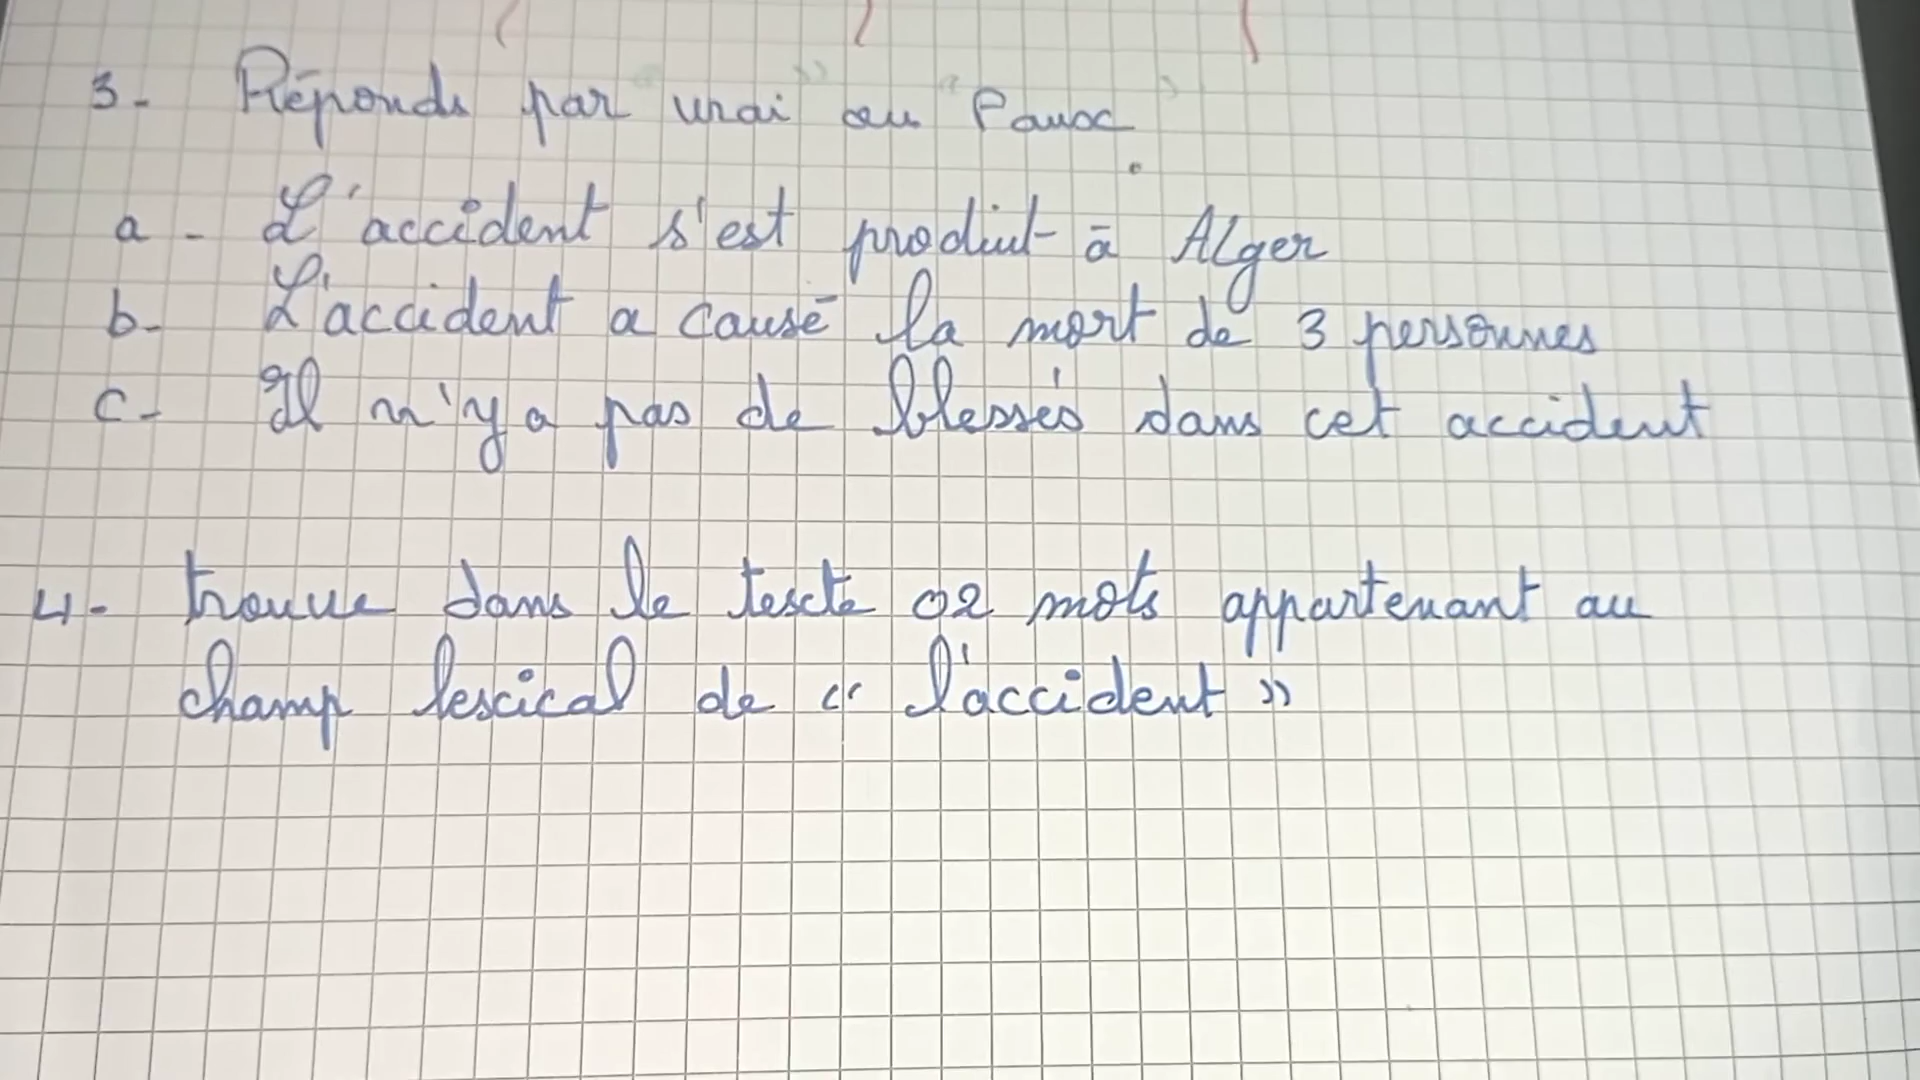 3- Réponds par "vrai" ou "faux".
a - L'accident s'est produit à Alger
b- L'accident a causé la mort de 3 personnes
c- Il n'y a pas de blessés dans cet accident
4- trouve dans le texte 02 mots appartenant au
champ lexical de « l'accident »